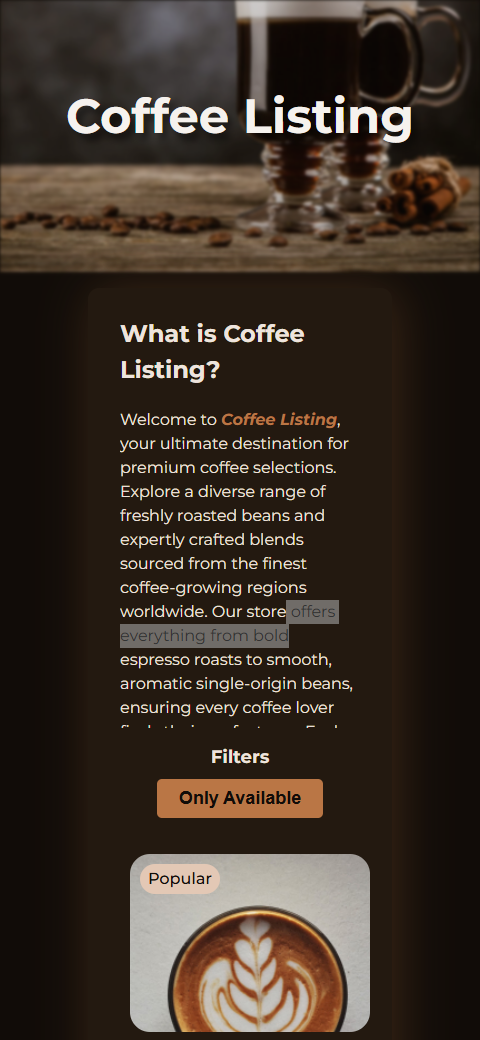 Coffee Listing
What is Coffee
Listing?
Welcome to Coffee Listing,
your ultimate destination for
premium coffee selections.
Explore a diverse range of
freshly roasted beans and
expertly crafted blends
sourced from the finest
coffee-growing regions
worldwide. Our store offers
everything from bold
espresso roasts to smooth,
aromatic single-origin beans,
ensuring every coffee lover
Filters
Only Available
Popular